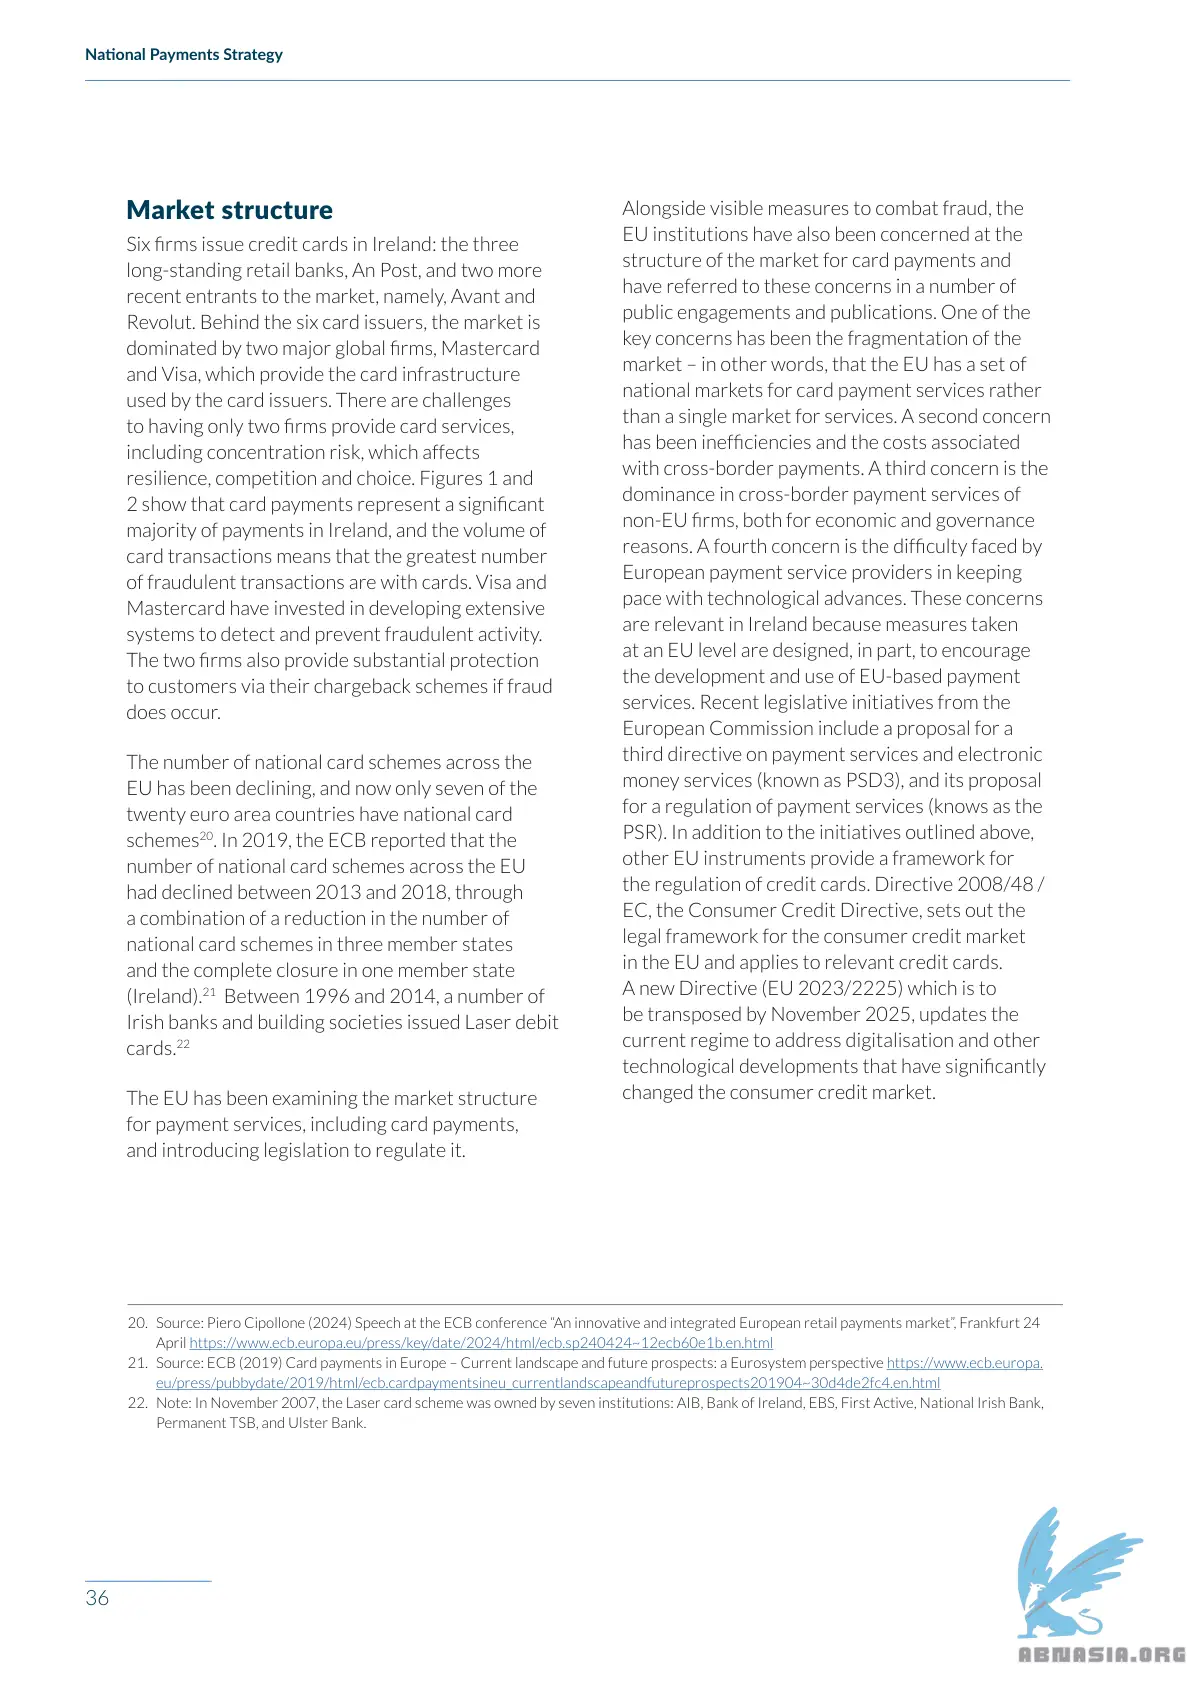 National Payments Strategy
Market structure
Six firms issue credit cards in Ireland: the three
long-standing retail banks, An Post, and two more
recent entrants to the market, namely, Avant and
Revolut. Behind the six card issuers, the market is
dominated by two major global firms, Mastercard
and Visa, which provide the card infrastructure
used by the card issuers. There are challenges
to having only two firms provide card services,
including concentration risk, which affects
resilience, competition and choice. Figures 1 and
2 show that card payments represent a significant
majority of payments in Ireland, and the volume of
card transactions means that the greatest number
of fraudulent transactions are with cards. Visa and
Mastercard have invested in developing extensive
systems to detect and prevent fraudulent activity.
The two firms also provide substantial protection
to customers via their chargeback schemes if fraud
does occur.
The number of national card schemes across the
EU has been declining, and now only seven of the
twenty euro area countries have national card
schemes20. In 2019, the ECB reported that the
number of national card schemes across the EU
had declined between 2013 and 2018, through
a combination of a reduction in the number of
national card schemes in three member states
and the complete closure in one member state
(Ireland).21 Between 1996 and 2014, a number of
Irish banks and building societies issued Laser debit
cards.22
The EU has been examining the market structure
for payment services, including card payments,
and introducing legislation to regulate it.
Alongside visible measures to combat fraud, the
EU institutions have also been concerned at the
structure of the market for card payments and
have referred to these concerns in a number of
public engagements and publications. One of the
key concerns has been the fragmentation of the
market – in other words, that the EU has a set of
national markets for card payment services rather
than a single market for services. A second concern
has been inefficiencies and the costs associated
with cross-border payments. A third concern is the
dominance in cross-border payment services of
non-EU firms, both for economic and governance
reasons. A fourth concern is the difficulty faced by
European payment service providers in keeping
pace with technological advances. These concerns
are relevant in Ireland because measures taken
at an EU level are designed, in part, to encourage
the development and use of EU-based payment
services. Recent legislative initiatives from the
European Commission include a proposal for a
third directive on payment services and electronic
money services (known as PSD3), and its proposal
for a regulation of payment services (knows as the
PSR). In addition to the initiatives outlined above,
other EU instruments provide a framework for
the regulation of credit cards. Directive 2008/48 /
EC, the Consumer Credit Directive, sets out the
legal framework for the consumer credit market
in the EU and applies to relevant credit cards.
A new Directive (EU 2023/2225) which is to
be transposed by November 2025, updates the
current regime to address digitalisation and other
technological developments that have significantly
changed the consumer credit market.
20. Source: Piero Cipollone (2024) Speech at the ECB conference “An innovative and integrated European retail payments market”, Frankfurt 24
April https://www.ecb.europa.eu/press/key/date/2024/html/ecb.sp240424~12ecb60e1b.en.html
21. Source: ECB (2019) Card payments in Europe – Current landscape and future prospects: a Eurosystem perspective https://www.ecb.europa.
eu/press/pubbydate/2019/html/ecb.cardpaymentsineu_currentlandscapeandfutureprospects201904~30d4de2fc4.en.html
22. Note: In November 2007, the Laser card scheme was owned by seven institutions: AIB, Bank of Ireland, EBS, First Active, National Irish Bank,
Permanent TSB, and Ulster Bank.
36
ABNASIA.ORG